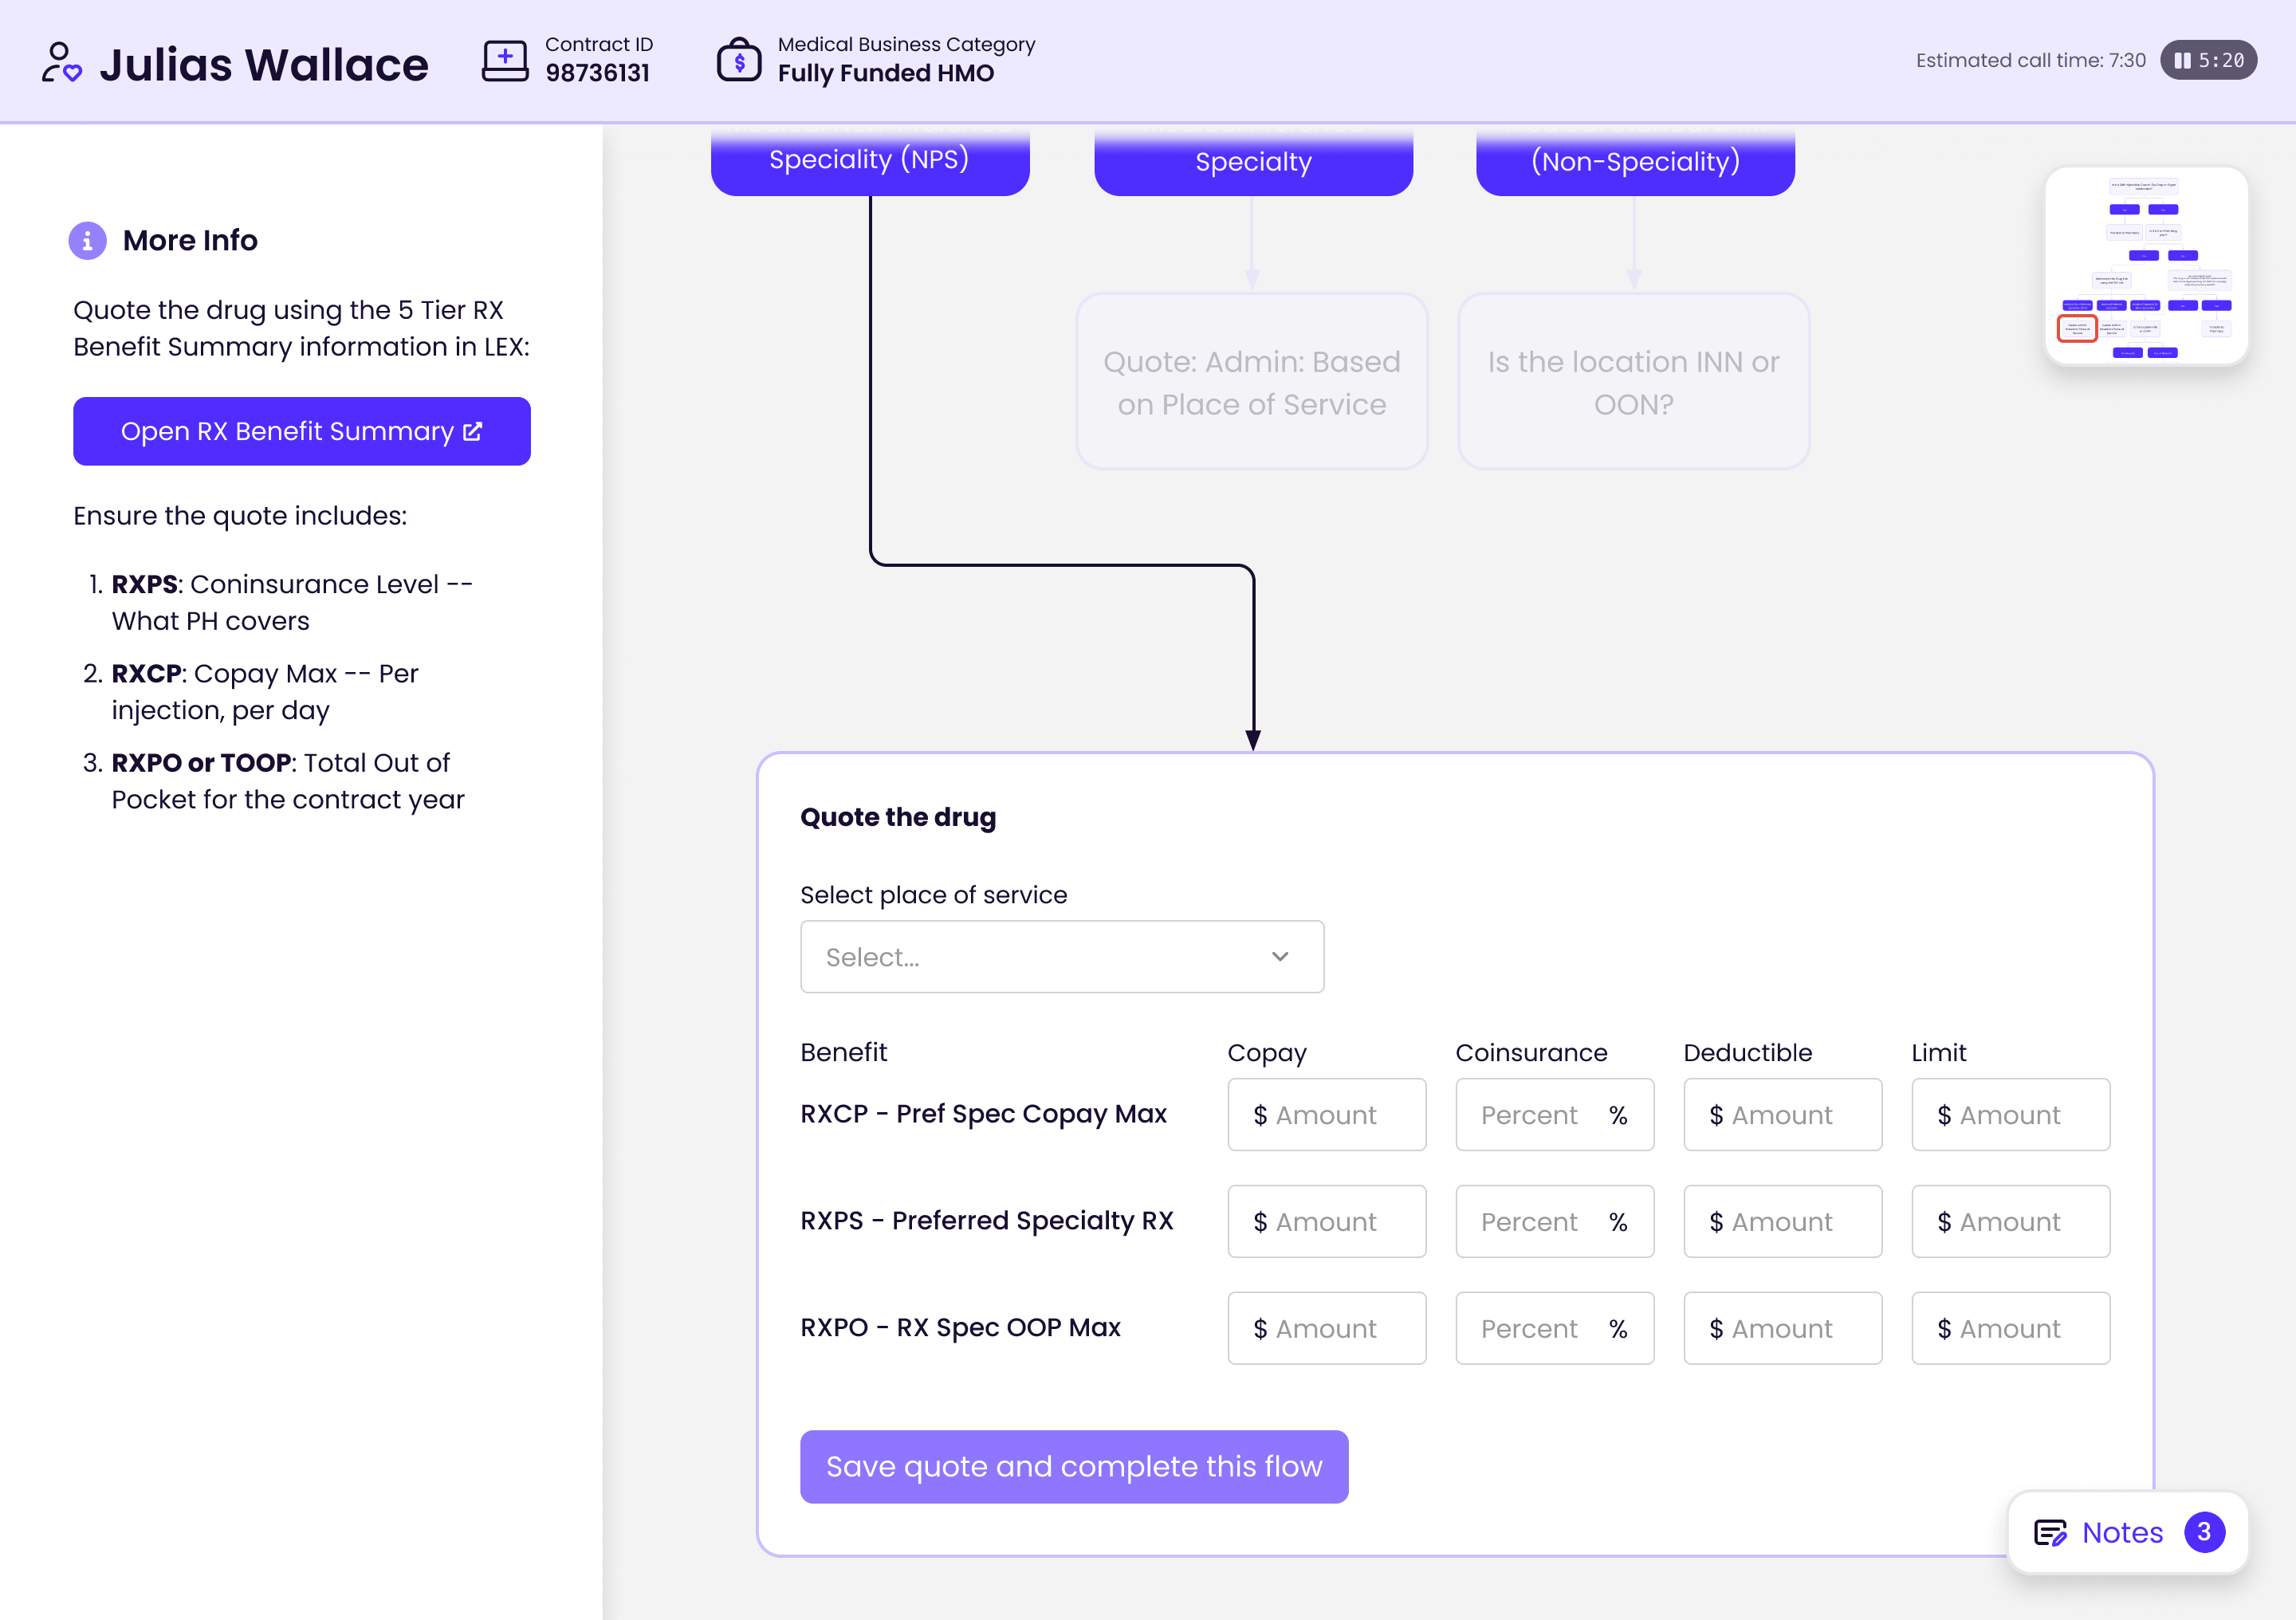 Julias Wallace
Contract ID
98736131
Medical Business Category
Fully Funded HMO
Estimated call time: 7:30
5:20
More Info
Quote the drug using the 5 Tier RX
Benefit Summary information in LEX:
Open RX Benefit Summary
Ensure the quote includes:
1. RXPS: Coninsurance Level --
What PH covers
2. RXCP: Copay Max -- Per
injection, per day
3. RXPO or TOOP: Total Out of
Pocket for the contract year
Speciality (NPS)
Specialty
(Non-Speciality)
Quote: Admin: Based
on Place of Service
Is the location INN or
OON?
Quote the drug
Select place of service
Select...
Benefit
Copay
Coinsurance
Deductible
Limit
RXCP - Pref Spec Copay Max
$ Amount
Percent %
$ Amount
$ Amount
RXPS - Preferred Specialty RX
$ Amount
Percent %
$ Amount
$ Amount
RXPO - RX Spec OOP Max
$ Amount
Percent %
$ Amount
$ Amount
Save quote and complete this flow
Notes 3